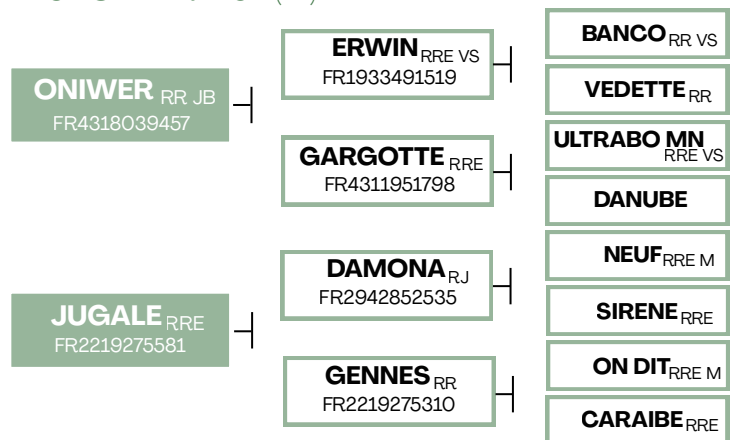 ONIWER RR JB
FR4318039457
ERWIN RRE VS
FR1933491519
BANCO RR VS
VEDETTE RR
GARGOTTE RRE
FR4311951798
ULTRABO MN
RRE VS
DANUBE
JUGALE RRE
FR2219275581
DAMONA RJ
FR2942852535
NEUF RRE M
SIRENE RRE
GENNES RR
FR2219275310
ON DIT RRE M
CARAIBE RRE